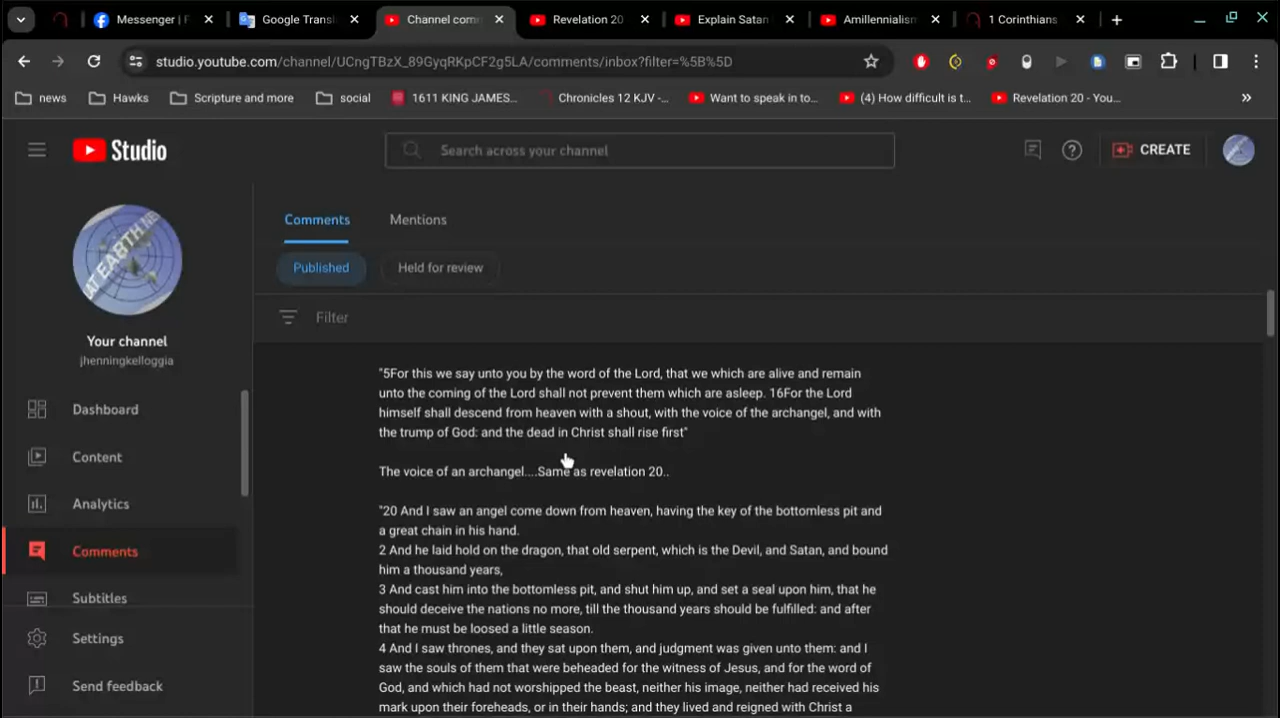 Messenger | F
Google Transl
Channel com
Revelation 20
Explain Satan
Amillennialism
1 Corinthians
studio.youtube.com/channel/UCngTBzX_89GyqRKpCF2g5LA/comments/inbox?filter=%5B%5D
news
Hawks
Scripture and more
social
1611 KING JAMES...
Chronicles 12 KJV -...
Want to speak in to...
(4) How difficult is t...
Revelation 20 - You...
Studio
Search across your channel
CREATE
AT EARTH NE
Your channel
jhenningkelloggia
Dashboard
Content
Analytics
Comments
Subtitles
Settings
Send feedback
Comments
Mentions
Published
Held for review
Filter
"5For this we say unto you by the word of the Lord, that we which are alive and remain
unto the coming of the Lord shall not prevent them which are asleep. 16For the Lord
himself shall descend from heaven with a shout, with the voice of the archangel, and with
the trump of God: and the dead in Christ shall rise first"
The voice of an archangel....Same as revelation 20..
"20 And I saw an angel come down from heaven, having the key of the bottomless pit and
a great chain in his hand.
2 And he laid hold on the dragon, that old serpent, which is the Devil, and Satan, and bound
him a thousand years,
3 And cast him into the bottomless pit, and shut him up, and set a seal upon him, that he
should deceive the nations no more, till the thousand years should be fulfilled: and after
that he must be loosed a little season.
4 And I saw thrones, and they sat upon them, and judgment was given unto them: and I
saw the souls of them that were beheaded for the witness of Jesus, and for the word of
God, and which had not worshipped the beast, neither his image, neither had received his
mark upon their foreheads, or in their hands; and they lived and reigned with Christ a